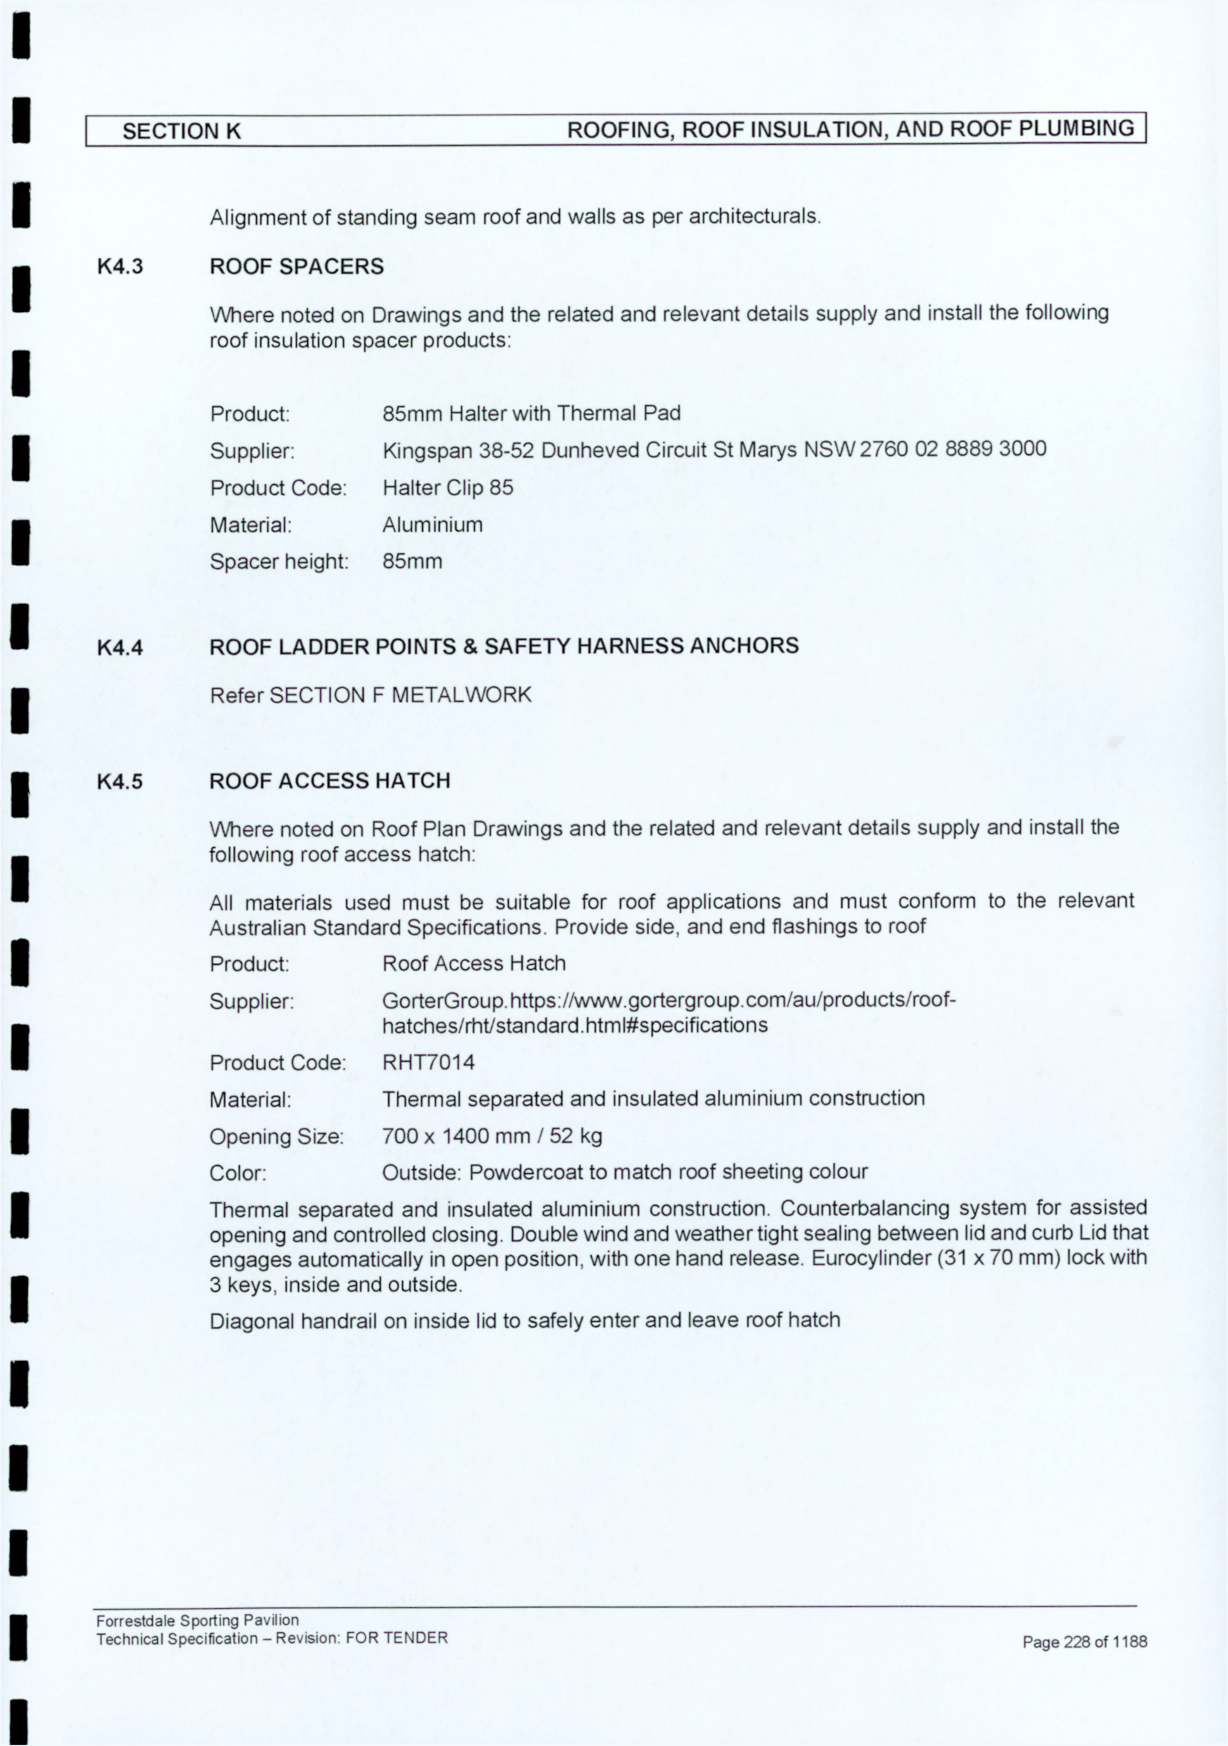 SECTION K ROOFING, ROOF INSULATION, AND ROOF PLUMBING
Alignment of standing seam roof and walls as per architecturals.
K4.3 ROOF SPACERS
Where noted on Drawings and the related and relevant details supply and install the following
roof insulation spacer products:
Product: 85mm Halter with Thermal Pad
Supplier: Kingspan 38-52 Dunheved Circuit St Marys NSW 2760 02 8889 3000
Product Code: Halter Clip 85
Material: Aluminium
Spacer height: 85mm
K4.4 ROOF LADDER POINTS & SAFETY HARNESS ANCHORS
Refer SECTION F METALWORK
K4.5 ROOF ACCESS HATCH
Where noted on Roof Plan Drawings and the related and relevant details supply and install the
following roof access hatch:
All materials used must be suitable for roof applications and must conform to the relevant
Australian Standard Specifications. Provide side, and end flashings to roof
Product: Roof Access Hatch
Supplier: GorterGroup.https://www.gortergroup.com/au/products/roof-
hatches/rht/standard.html#specifications
Product Code: RHT7014
Material: Thermal separated and insulated aluminium construction
Opening Size: 700 x 1400 mm / 52 kg
Color: Outside: Powdercoat to match roof sheeting colour
Thermal separated and insulated aluminium construction. Counterbalancing system for assisted
opening and controlled closing. Double wind and weather tight sealing between lid and curb Lid that
engages automatically in open position, with one hand release. Eurocylinder (31 x 70 mm) lock with
3 keys, inside and outside.
Diagonal handrail on inside lid to safely enter and leave roof hatch
Forrestdale Sporting Pavilion
Technical Specification – Revision: FOR TENDER
Page 228 of 1188